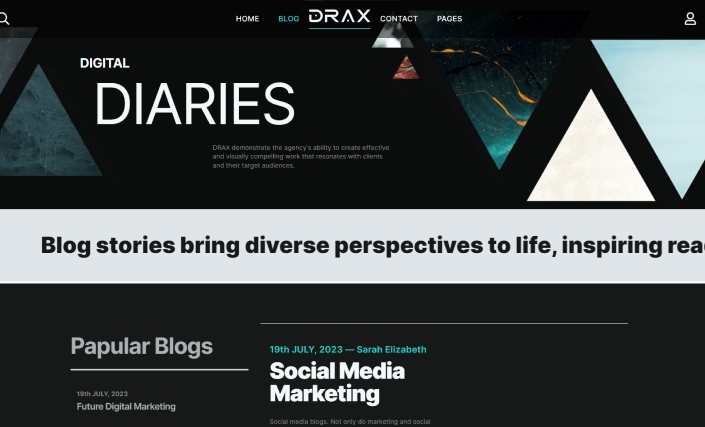 HOME BLOG DRAX CONTACT PAGES
DIGITAL
DIARIES
DRAX demonstrate the agency's ability to create effective
and visually compelling work that resonates with clients
and their target audiences.
Blog stories bring diverse perspectives to life, inspiring rea
Papular Blogs
19th JULY, 2023
Future Digital Marketing
19th JULY, 2023 — Sarah Elizabeth
Social Media
Marketing
Social media blogs. Not only do marketing and social